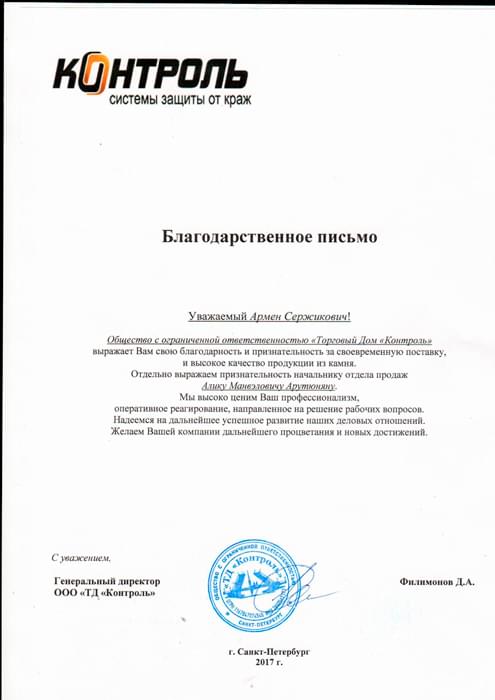 КОНТРОЛЬ
системы защиты от краж
Благодарственное письмо
Уважаемый Армен Сержикович!
Общество с ограниченной ответственностью «Торговый Дом «Контроль»
выражает Вам свою благодарность и признательность за своевременную поставку,
и высокое качество продукции из камня.
Отдельно выражаем признательность начальнику отдела продаж
Алику Манвэловичу Арутюняну.
Мы высоко ценим Ваш профессионализм,
оперативное реагирование, направленное на решение рабочих вопросов.
Надеемся на дальнейшее успешное развитие наших деловых отношений.
Желаем Вашей компании дальнейшего процветания и новых достижений.
С уважением,
Генеральный директор
ООО «ТД «Контроль»
Филимонов Д.А.
ОБЩЕСТВО С ОГРАНИЧЕННОЙ ОТВЕТСТВЕННОСТЬЮ
«ТД «Контроль»
САНКТ-ПЕТЕРБУРГ
г. Санкт-Петербург
2017 г.